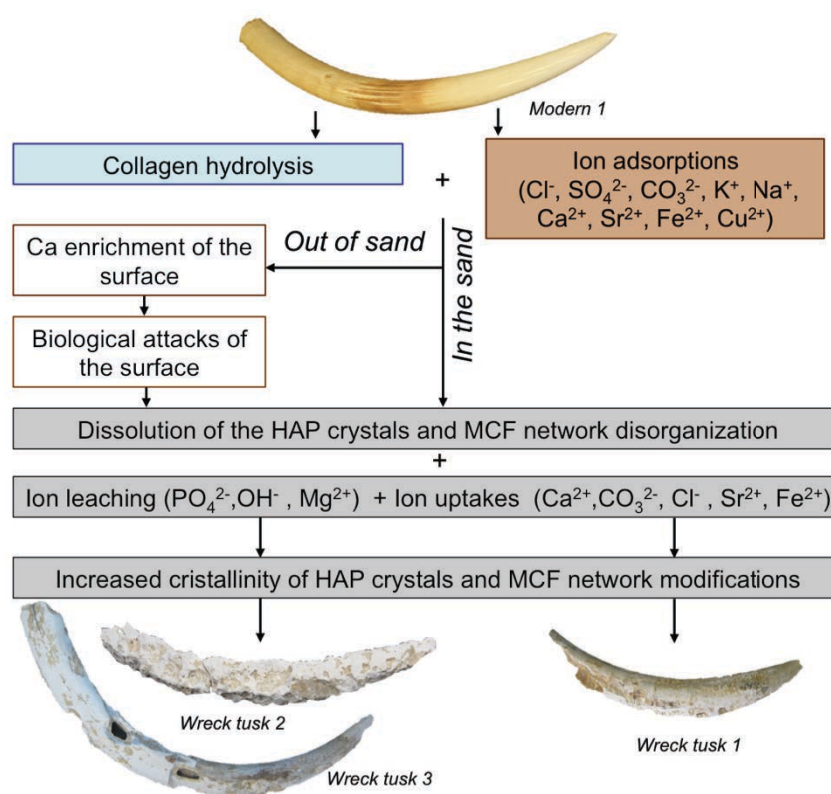 Modern 1
Collagen hydrolysis
Ion adsorptions
(Cl⁻, SO₄²⁻, CO₃²⁻, K⁺, Na⁺,
Ca²⁺, Sr²⁺, Fe²⁺, Cu²⁺)
+
Out of sand
In the sand
Ca enrichment of the
surface
Biological attacks of
the surface
Dissolution of the HAP crystals and MCF network disorganization
+
Ion leaching (PO₄²⁻,OH⁻ , Mg²⁺) + Ion uptakes (Ca²⁺,CO₃²⁻, Cl⁻ , Sr²⁺, Fe²⁺)
Increased cristallinity of HAP crystals and MCF network modifications
Wreck tusk 2
Wreck tusk 1
Wreck tusk 3